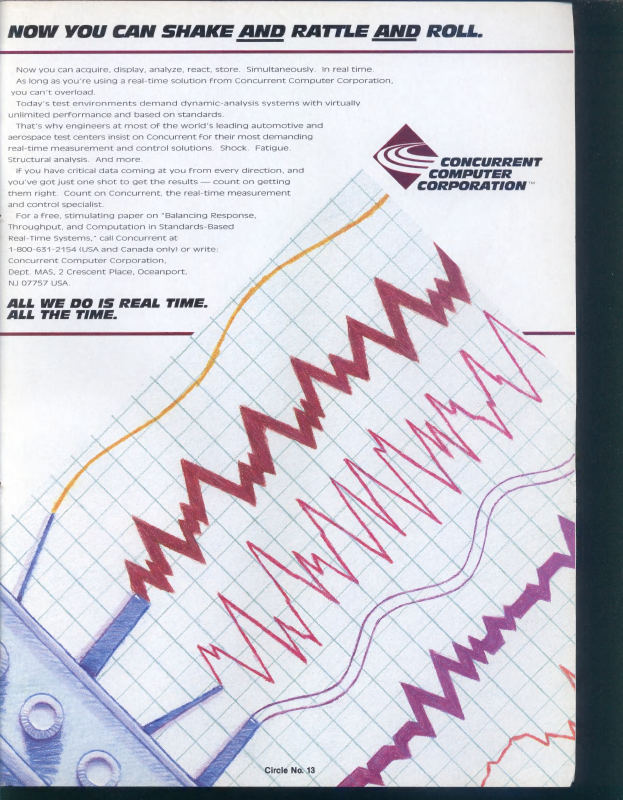 NOW YOU CAN SHAKE AND RATTLE AND ROLL.
Now you can acquire, display, analyze, react, store. Simultaneously. In real time.
As long as you're using a real-time solution from Concurrent Computer Corporation,
you can't overload.
Today's test environments demand dynamic-analysis systems with virtually
unlimited performance and based on standards.
That's why engineers at most of the world's leading automotive and
aerospace test centers insist on Concurrent for their most demanding
real-time measurement and control solutions. Shock. Fatigue.
Structural analysis. And more.
If you have critical data coming at you from every direction, and
you've got just one shot to get the results — count on getting
them right. Count on Concurrent, the real-time measurement
and control specialist.
For a free, stimulating paper on "Balancing Response,
Throughput, and Computation in Standards-Based
Real-Time Systems," call Concurrent at
1-800-631-2154 (USA and Canada only) or write:
Concurrent Computer Corporation,
Dept. MAS, 2 Crescent Place, Oceanport,
NJ 07757 USA.
ALL WE DO IS REAL TIME.
ALL THE TIME.
CONCURRENT
COMPUTER
CORPORATION™
Circle No. 13